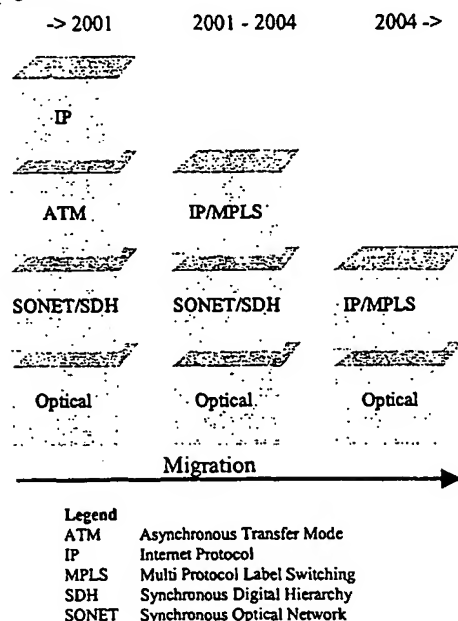 -> 2001 2001 - 2004 2004 ->
IP
ATM IP/MPLS
SONET/SDH SONET/SDH IP/MPLS
Optical Optical Optical
Migration
Legend
ATM Asynchronous Transfer Mode
IP Internet Protocol
MPLS Multi Protocol Label Switching
SDH Synchronous Digital Hierarchy
SONET Synchronous Optical Network